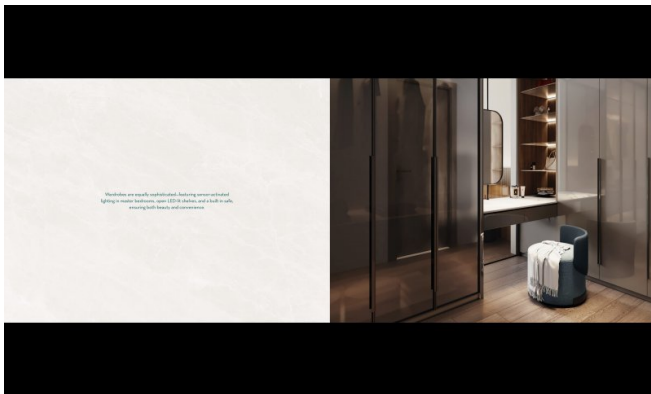 Wardrobes are equally sophisticated, featuring sensor-activated
lighting in master bedrooms, open LED-lit shelves, and a built-in safe,
ensuring both beauty and convenience.